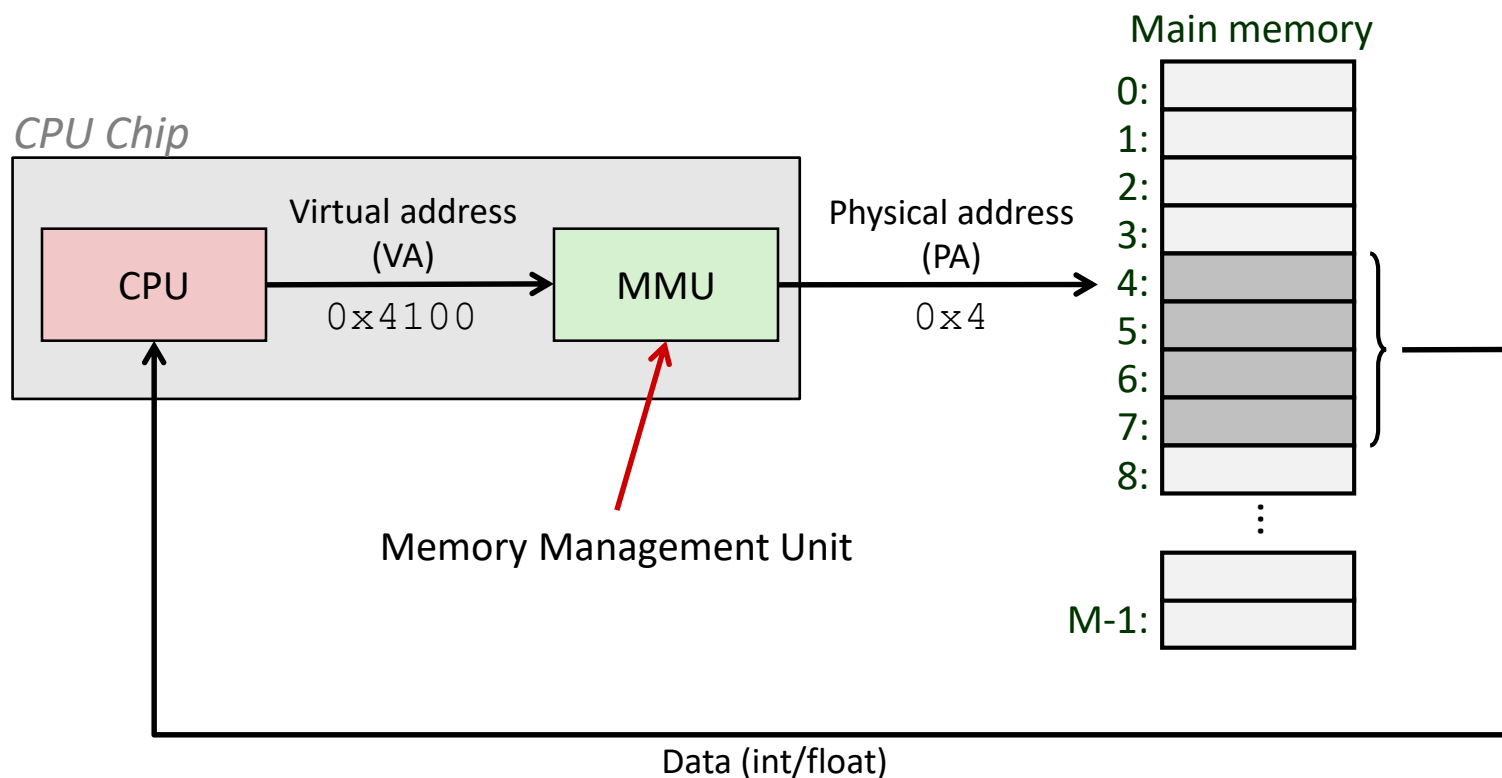 Main memory
CPU Chip
0:
1:
2:
3:
4:
5:
6:
7:
8:
⋮
M-1:
Virtual address
(VA)
CPU
MMU
0x4100
Physical address
(PA)
0x4
Memory Management Unit
Data (int/float)